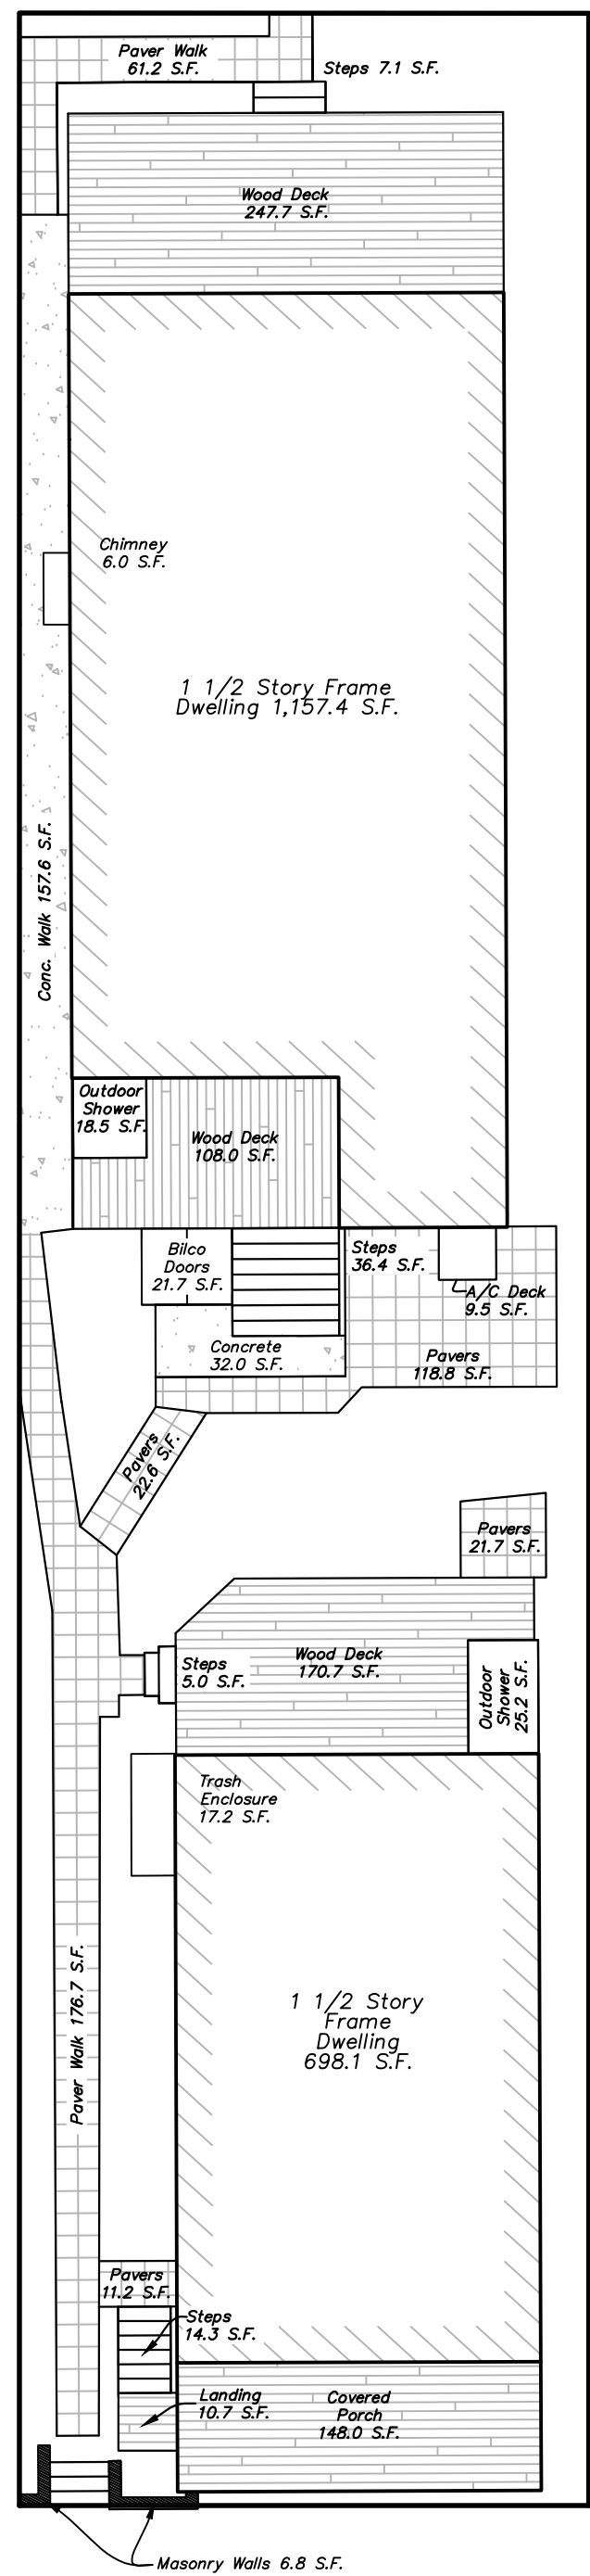 Paver Walk
61.2 S.F.
Steps 7.1 S.F.
Wood Deck
247.7 S.F.
Chimney
6.0 S.F.
1 1/2 Story Frame
Dwelling 1,157.4 S.F.
Conc. Walk 157.6 S.F.
Outdoor
Shower
18.5 S.F.
Wood Deck
108.0 S.F.
Bilco
Doors
21.7 S.F.
Steps
36.4 S.F.
A/C Deck
9.5 S.F.
Concrete
32.0 S.F.
Pavers
118.8 S.F.
Pavers
22.6 S.F.
Pavers
21.7 S.F.
Steps
5.0 S.F.
Wood Deck
170.7 S.F.
Outdoor
Shower
25.2 S.F.
Trash
Enclosure
17.2 S.F.
Paver Walk 176.7 S.F.
1 1/2 Story
Frame
Dwelling
698.1 S.F.
Pavers
11.2 S.F.
Steps
14.3 S.F.
Landing
10.7 S.F.
Covered
Porch
148.0 S.F.
Masonry Walls 6.8 S.F.